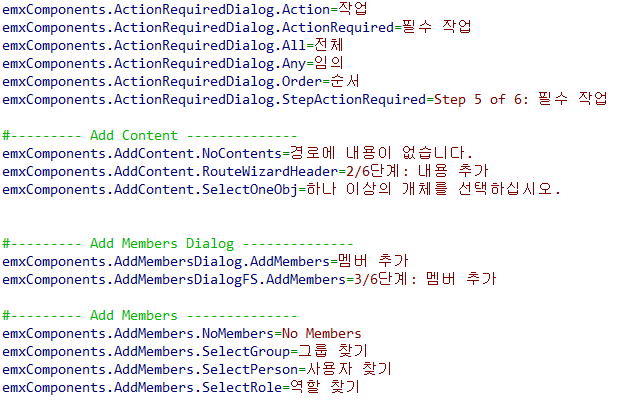 emxComponents.ActionRequiredDialog.Action=작업
emxComponents.ActionRequiredDialog.ActionRequired=필수 작업
emxComponents.ActionRequiredDialog.All=전체
emxComponents.ActionRequiredDialog.Any=임의
emxComponents.ActionRequiredDialog.Order=순서
emxComponents.ActionRequiredDialog.StepActionRequired=Step 5 of 6: 필수 작업
#--------- Add Content --------------
emxComponents.AddContent.NoContents=경로에 내용이 없습니다.
emxComponents.AddContent.RouteWizardHeader=2/6단계: 내용 추가
emxComponents.AddContent.SelectOneObj=하나 이상의 개체를 선택하십시오.
#--------- Add Members Dialog --------------
emxComponents.AddMembersDialog.AddMembers=멤버 추가
emxComponents.AddMembersDialogFS.AddMembers=3/6단계: 멤버 추가
#--------- Add Members --------------
emxComponents.AddMembers.NoMembers=No Members
emxComponents.AddMembers.SelectGroup=그룹 찾기
emxComponents.AddMembers.SelectPerson=사용자 찾기
emxComponents.AddMembers.SelectRole=역할 찾기